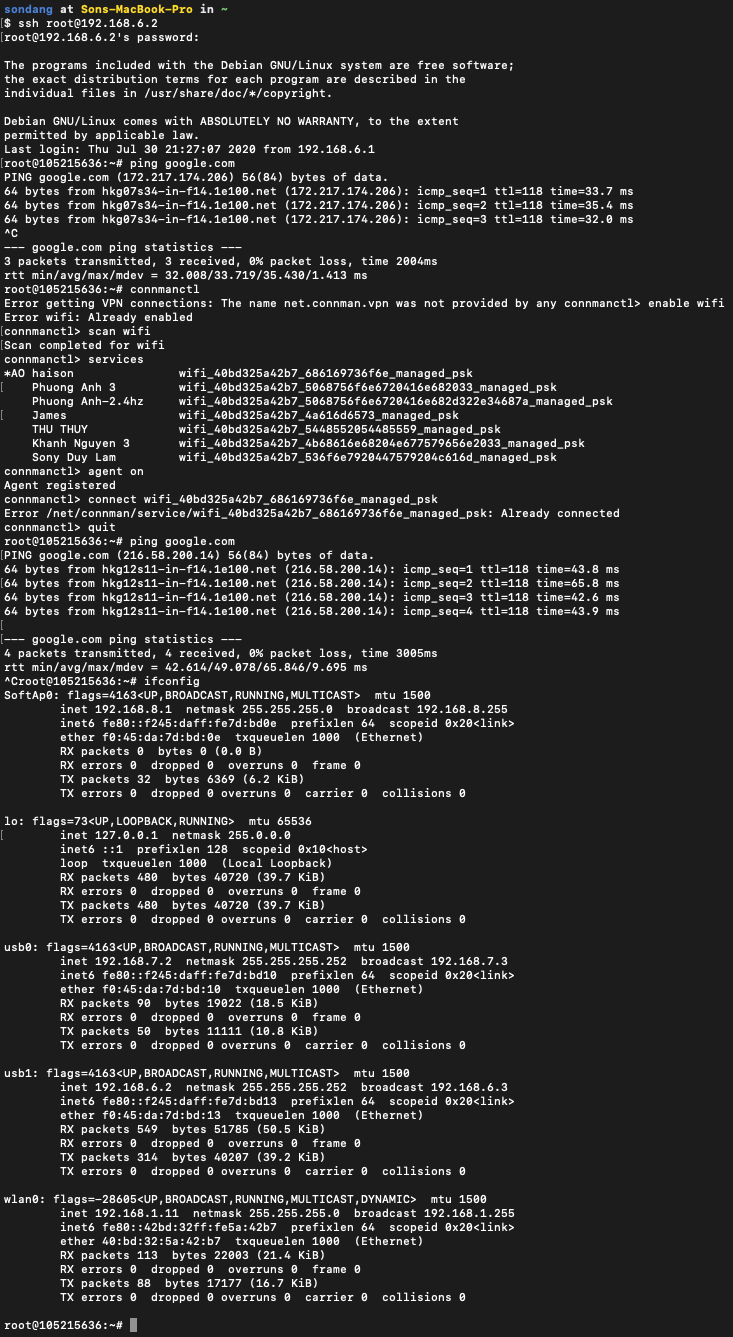 sondang at Sons-MacBook-Pro in ~
[$ ssh root@192.168.6.2
[root@192.168.6.2's password:
The programs included with the Debian GNU/Linux system are free software;
the exact distribution terms for each program are described in the
individual files in /usr/share/doc/*/copyright.
Debian GNU/Linux comes with ABSOLUTELY NO WARRANTY, to the extent
permitted by applicable law.
Last login: Thu Jul 30 21:27:07 2020 from 192.168.6.1
[root@105215636:~# ping google.com
PING google.com (172.217.174.206) 56(84) bytes of data.
64 bytes from hkg07s34-in-f14.1e100.net (172.217.174.206): icmp_seq=1 ttl=118 time=33.7 ms
64 bytes from hkg07s34-in-f14.1e100.net (172.217.174.206): icmp_seq=2 ttl=118 time=35.4 ms
64 bytes from hkg07s34-in-f14.1e100.net (172.217.174.206): icmp_seq=3 ttl=118 time=32.0 ms
^C
--- google.com ping statistics ---
3 packets transmitted, 3 received, 0% packet loss, time 2004ms
rtt min/avg/max/mdev = 32.008/33.719/35.430/1.413 ms
root@105215636:~# connmanctl
Error getting VPN connections: The name net.connman.vpn was not provided by any connmanctl> enable wifi
Error wifi: Already enabled
[connmanctl> scan wifi
[Scan completed for wifi
connmanctl> services
*AO haison               wifi_40bd325a42b7_686169736f6e_managed_psk
[    Phuong Anh 3         wifi_40bd325a42b7_5068756f6e6720416e682033_managed_psk
    Phuong Anh-2.4hz     wifi_40bd325a42b7_5068756f6e6720416e682d322e34687a_managed_psk
[    James                wifi_40bd325a42b7_4a616d6573_managed_psk
    THU THUY             wifi_40bd325a42b7_5448552054485559_managed_psk
    Khanh Nguyen 3       wifi_40bd325a42b7_4b68616e68204e677579656e2033_managed_psk
    Sony Duy Lam         wifi_40bd325a42b7_536f6e7920447579204c616d_managed_psk
connmanctl> agent on
Agent registered
connmanctl> connect wifi_40bd325a42b7_686169736f6e_managed_psk
Error /net/connman/service/wifi_40bd325a42b7_686169736f6e_managed_psk: Already connected
connmanctl> quit
root@105215636:~# ping google.com
[PING google.com (216.58.200.14) 56(84) bytes of data.
64 bytes from hkg12s11-in-f14.1e100.net (216.58.200.14): icmp_seq=1 ttl=118 time=43.8 ms
[64 bytes from hkg12s11-in-f14.1e100.net (216.58.200.14): icmp_seq=2 ttl=118 time=65.8 ms
64 bytes from hkg12s11-in-f14.1e100.net (216.58.200.14): icmp_seq=3 ttl=118 time=42.6 ms
64 bytes from hkg12s11-in-f14.1e100.net (216.58.200.14): icmp_seq=4 ttl=118 time=43.9 ms
[
[--- google.com ping statistics ---
4 packets transmitted, 4 received, 0% packet loss, time 3005ms
rtt min/avg/max/mdev = 42.614/49.078/65.846/9.695 ms
^Croot@105215636:~# ifconfig
SoftAp0: flags=4163<UP,BROADCAST,RUNNING,MULTICAST>  mtu 1500
        inet 192.168.8.1  netmask 255.255.255.0  broadcast 192.168.8.255
        inet6 fe80::f245:daff:fe7d:bd0e  prefixlen 64  scopeid 0x20<link>
        ether f0:45:da:7d:bd:0e  txqueuelen 1000  (Ethernet)
        RX packets 0  bytes 0 (0.0 B)
        RX errors 0  dropped 0  overruns 0  frame 0
        TX packets 32  bytes 6369 (6.2 KiB)
        TX errors 0  dropped 0 overruns 0  carrier 0  collisions 0
lo: flags=73<UP,LOOPBACK,RUNNING>  mtu 65536
[        inet 127.0.0.1  netmask 255.0.0.0
        inet6 ::1  prefixlen 128  scopeid 0x10<host>
        loop  txqueuelen 1000  (Local Loopback)
        RX packets 480  bytes 40720 (39.7 KiB)
        RX errors 0  dropped 0  overruns 0  frame 0
        TX packets 480  bytes 40720 (39.7 KiB)
        TX errors 0  dropped 0 overruns 0  carrier 0  collisions 0
usb0: flags=4163<UP,BROADCAST,RUNNING,MULTICAST>  mtu 1500
        inet 192.168.7.2  netmask 255.255.255.252  broadcast 192.168.7.3
        inet6 fe80::f245:daff:fe7d:bd10  prefixlen 64  scopeid 0x20<link>
        ether f0:45:da:7d:bd:10  txqueuelen 1000  (Ethernet)
        RX packets 90  bytes 19022 (18.5 KiB)
        RX errors 0  dropped 0  overruns 0  frame 0
        TX packets 50  bytes 11111 (10.8 KiB)
        TX errors 0  dropped 0 overruns 0  carrier 0  collisions 0
usb1: flags=4163<UP,BROADCAST,RUNNING,MULTICAST>  mtu 1500
        inet 192.168.6.2  netmask 255.255.255.252  broadcast 192.168.6.3
        inet6 fe80::f245:daff:fe7d:bd13  prefixlen 64  scopeid 0x20<link>
        ether f0:45:da:7d:bd:13  txqueuelen 1000  (Ethernet)
        RX packets 549  bytes 51785 (50.5 KiB)
        RX errors 0  dropped 0  overruns 0  frame 0
        TX packets 314  bytes 40207 (39.2 KiB)
        TX errors 0  dropped 0 overruns 0  carrier 0  collisions 0
wlan0: flags=-28605<UP,BROADCAST,RUNNING,MULTICAST,DYNAMIC>  mtu 1500
        inet 192.168.1.11  netmask 255.255.255.0  broadcast 192.168.1.255
        inet6 fe80::42bd:32ff:fe5a:42b7  prefixlen 64  scopeid 0x20<link>
        ether 40:bd:32:5a:42:b7  txqueuelen 1000  (Ethernet)
        RX packets 113  bytes 22003 (21.4 KiB)
        RX errors 0  dropped 0  overruns 0  frame 0
        TX packets 88  bytes 17177 (16.7 KiB)
        TX errors 0  dropped 0 overruns 0  carrier 0  collisions 0
root@105215636:~#